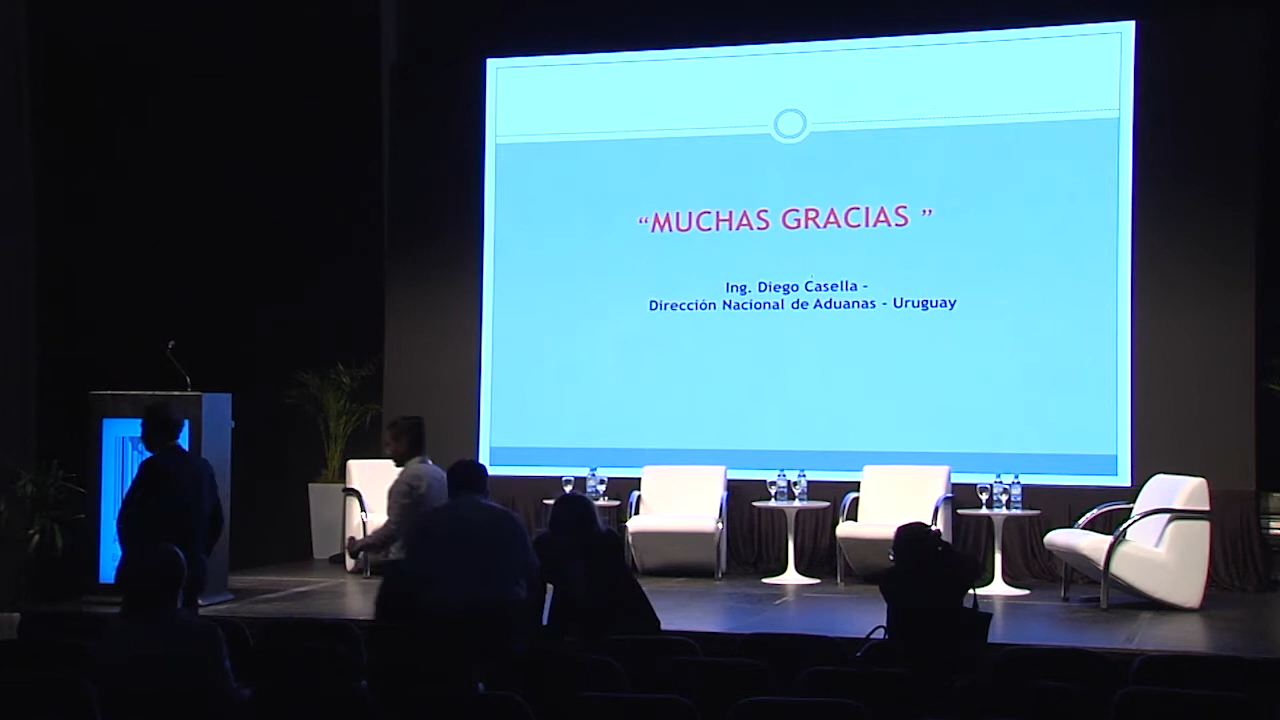 “MUCHAS GRACIAS ”
Ing. Diego Casella -
Dirección Nacional de Aduanas - Uruguay